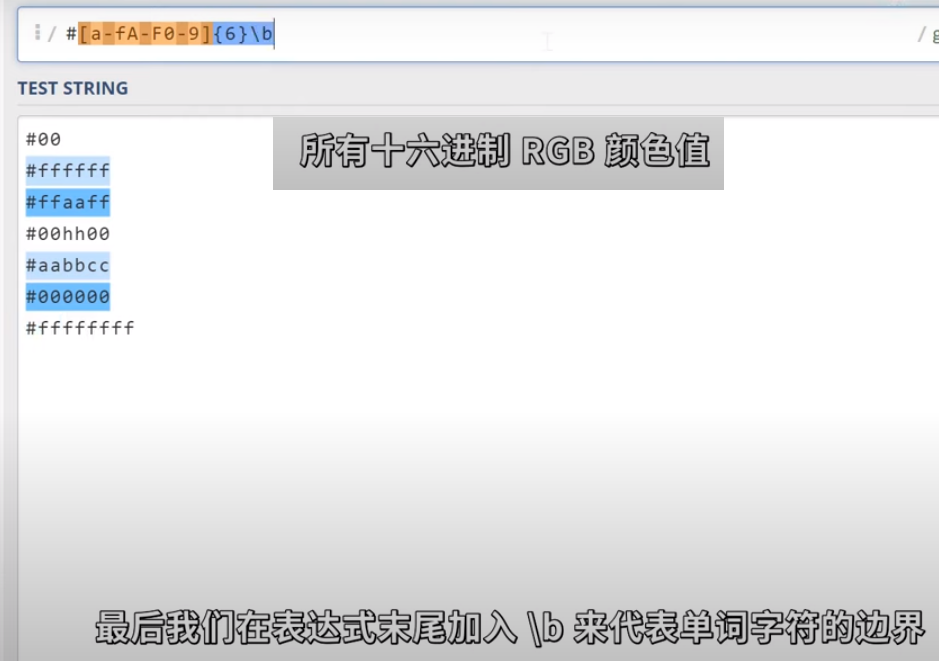 / #[a-fA-F0-9]{6}\b / g
TEST STRING
#00
所有十六进制 RGB 颜色值
#ffffff
#ffaaff
#00hh00
#aabbcc
#000000
#ffffffff
最后我们在表达式末尾加入 \b 来代表单词字符的边界